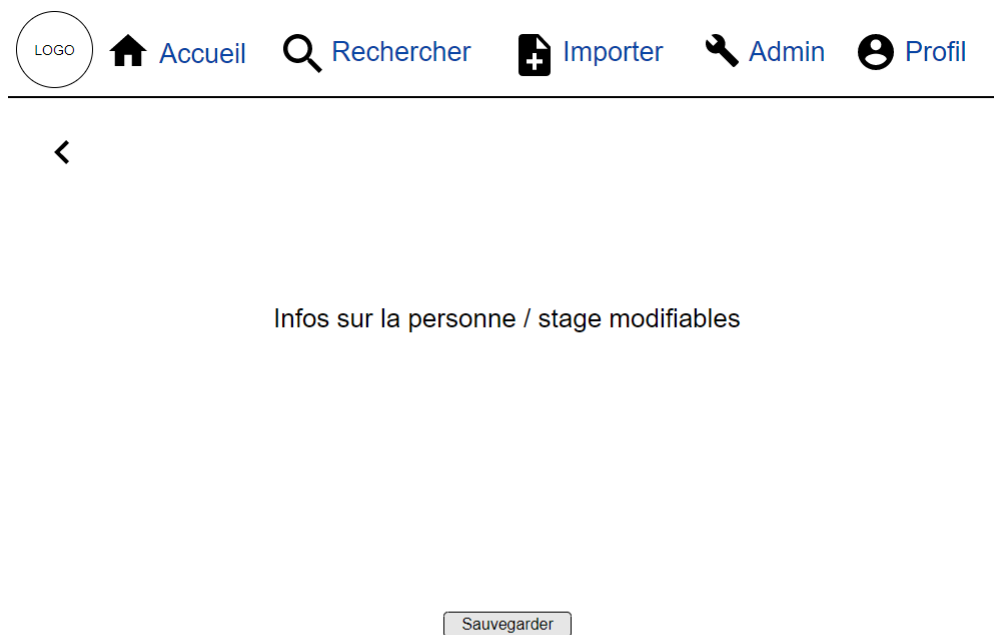 LOGO Accueil Rechercher Importer Admin Profil
Infos sur la personne / stage modifiables
Sauvegarder